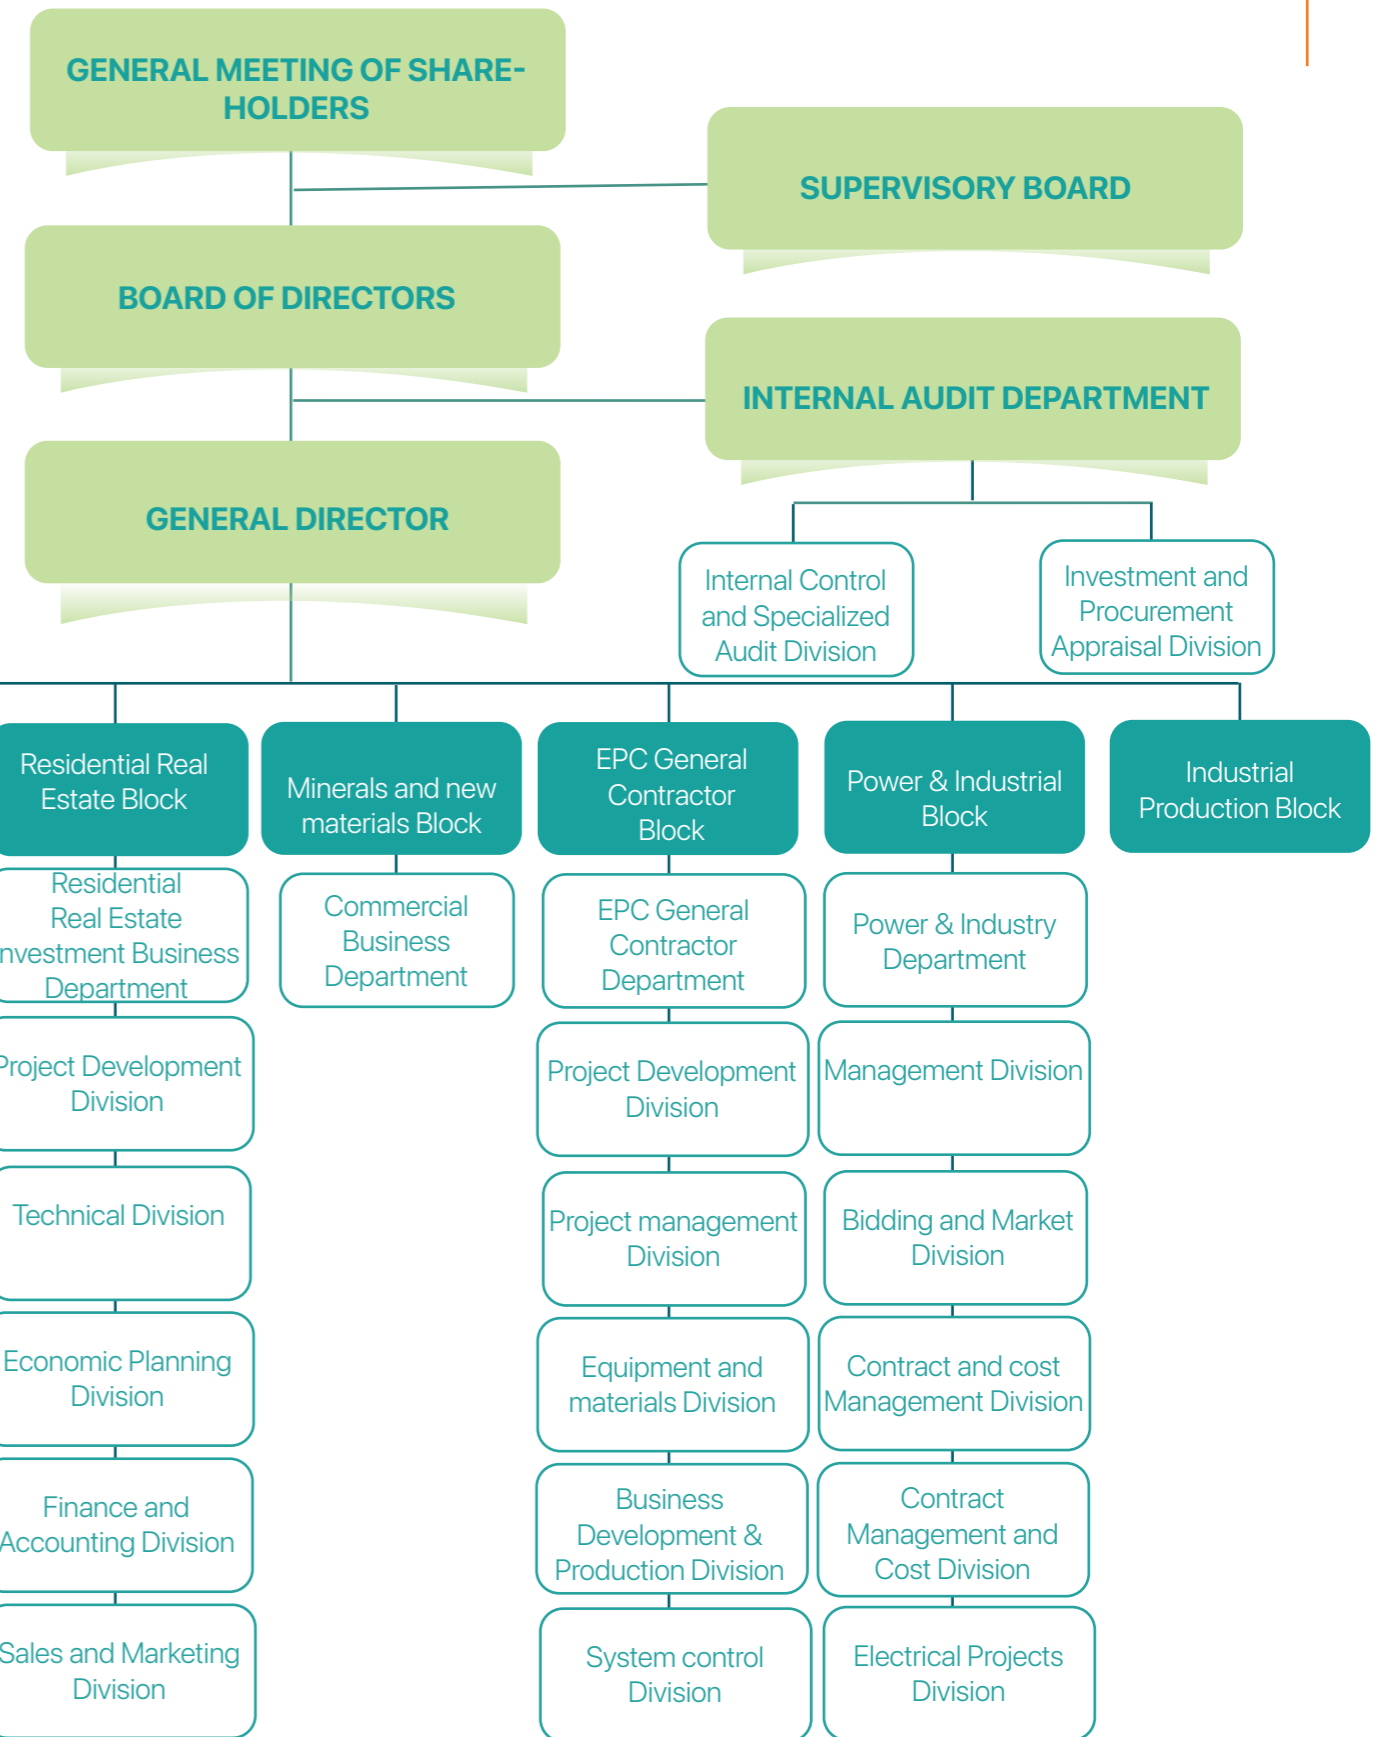 GENERAL MEETING OF SHARE-
HOLDERS
SUPERVISORY BOARD
BOARD OF DIRECTORS
INTERNAL AUDIT DEPARTMENT
GENERAL DIRECTOR
Internal Control
and Specialized
Audit Division
Investment and
Procurement
Appraisal Division
Residential Real
Estate Block
Minerals and new
materials Block
EPC General
Contractor
Block
Power & Industrial
Block
Industrial
Production Block
Residential
Real Estate
nvestment Business
Department
Commercial
Business
Department
EPC General
Contractor
Department
Power & Industry
Department
Project Development
Division
Project Development
Division
Management Division
Technical Division
Project management
Division
Bidding and Market
Division
Economic Planning
Division
Equipment and
materials Division
Contract and cost
Management Division
Finance and
Accounting Division
Business
Development &
Production Division
Contract
Management and
Cost Division
Sales and Marketing
Division
System control
Division
Electrical Projects
Division